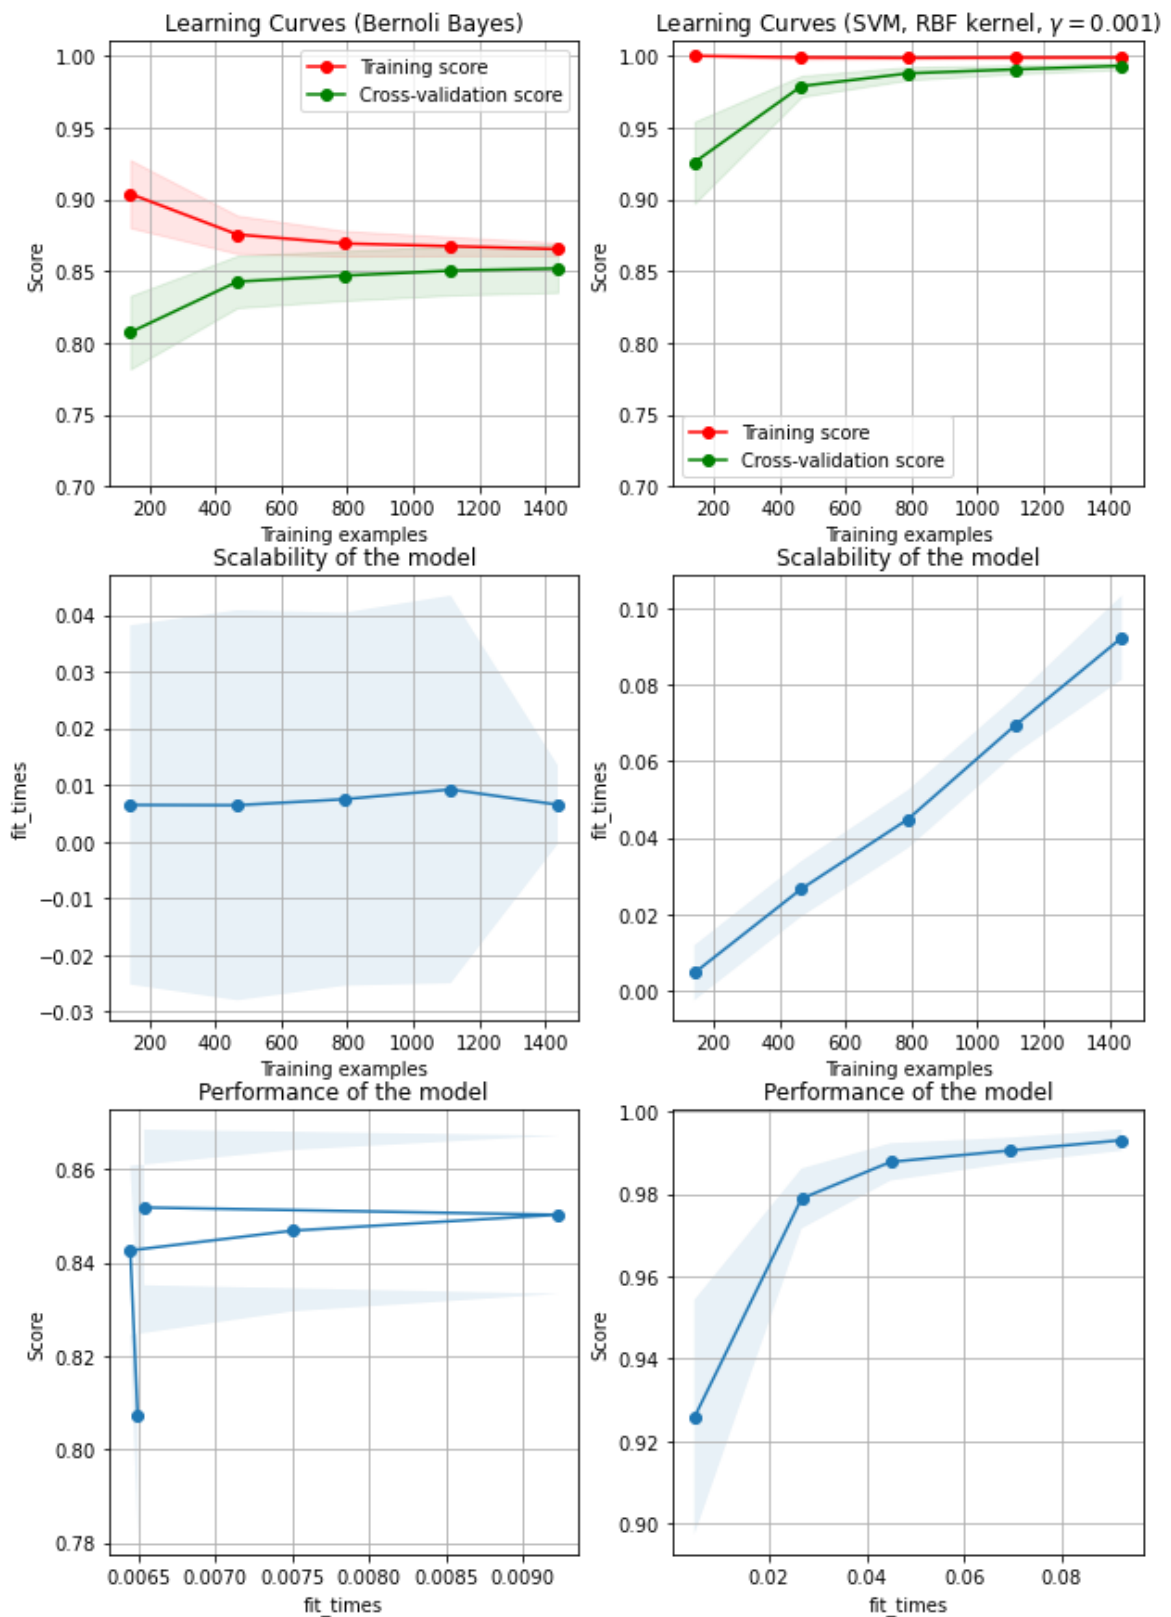 Learning Curves (Bernoli Bayes)
1.00
0.95
0.90
0.85
0.80
0.75
0.70
Score
Training score
Cross-validation score
200 400 600 800 1000 1200 1400
Training examples
Learning Curves (SVM, RBF kernel, γ = 0.001)
1.00
0.95
0.90
0.85
0.80
0.75
0.70
Score
Training score
Cross-validation score
200 400 600 800 1000 1200 1400
Training examples
Scalability of the model
0.04
0.03
0.02
0.01
0.00
−0.01
−0.02
−0.03
fit_times
200 400 600 800 1000 1200 1400
Training examples
Scalability of the model
0.10
0.08
0.06
0.04
0.02
0.00
fit_times
200 400 600 800 1000 1200 1400
Training examples
Performance of the model
0.86
0.84
0.82
0.80
0.78
Score
0.0065 0.0070 0.0075 0.0080 0.0085 0.0090
fit_times
Performance of the model
1.00
0.98
0.96
0.94
0.92
0.90
Score
0.02 0.04 0.06 0.08
fit_times